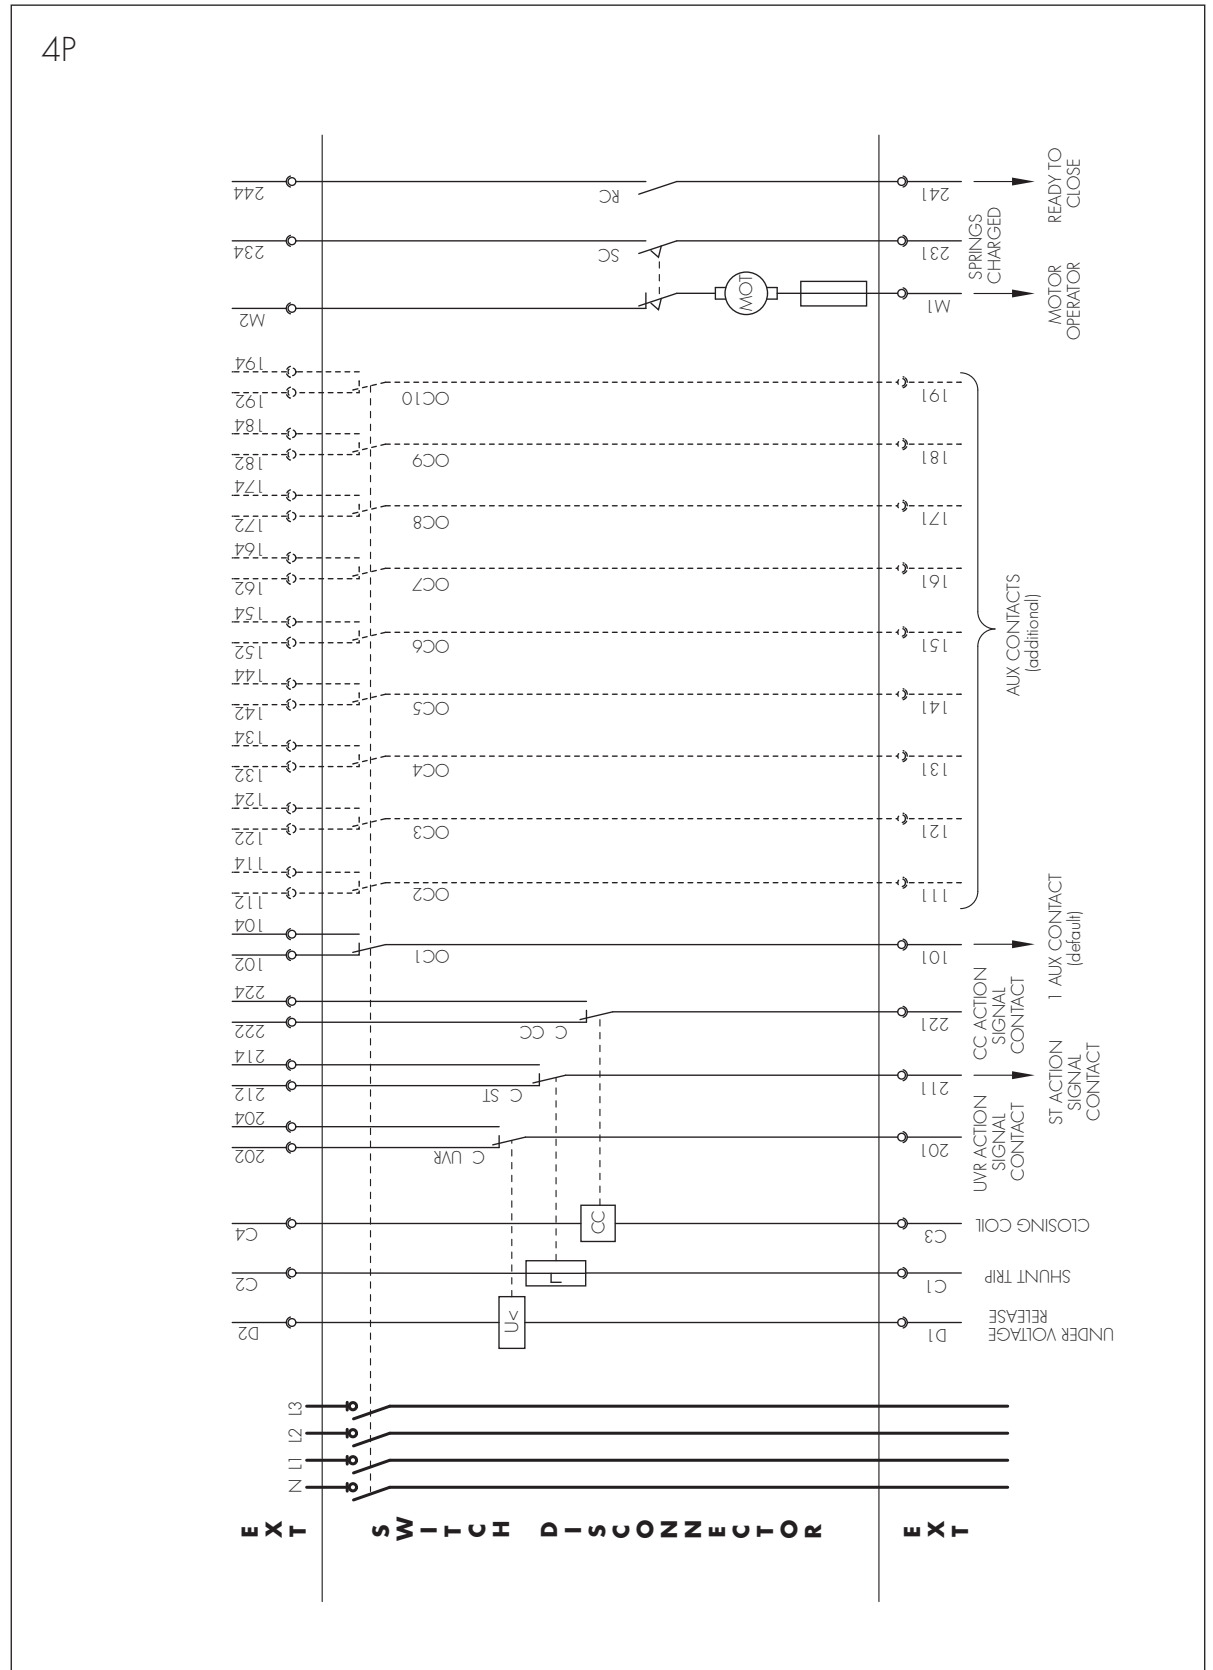 4P
244
RC
241
READY TO
CLOSE
234
SC
231
SPRINGS
CHARGED
M2
MOT
M1
MOTOR
OPERATOR
194
192
OC10
191
184
182
OC9
181
174
172
OC8
171
164
162
OC7
161
154
152
OC6
151
144
142
OC5
141
134
132
OC4
131
124
122
OC3
121
114
112
OC2
111
AUX CONTACTS
(additional)
104
102
OC1
101
1 AUX CONTACT
(default)
224
222
C CC
221
CC ACTION
SIGNAL
CONTACT
214
212
C ST
211
ST ACTION
SIGNAL
CONTACT
204
202
C UVR
201
UVR ACTION
SIGNAL
CONTACT
C4
CC
C3
CLOSING COIL
C2
C1
SHUNT TRIP
D2
U<
D1
UNDER VOLTAGE
RELEASE
L3
L2
L1
N
EXT
SWITCH DISCONNECTOR
EXT